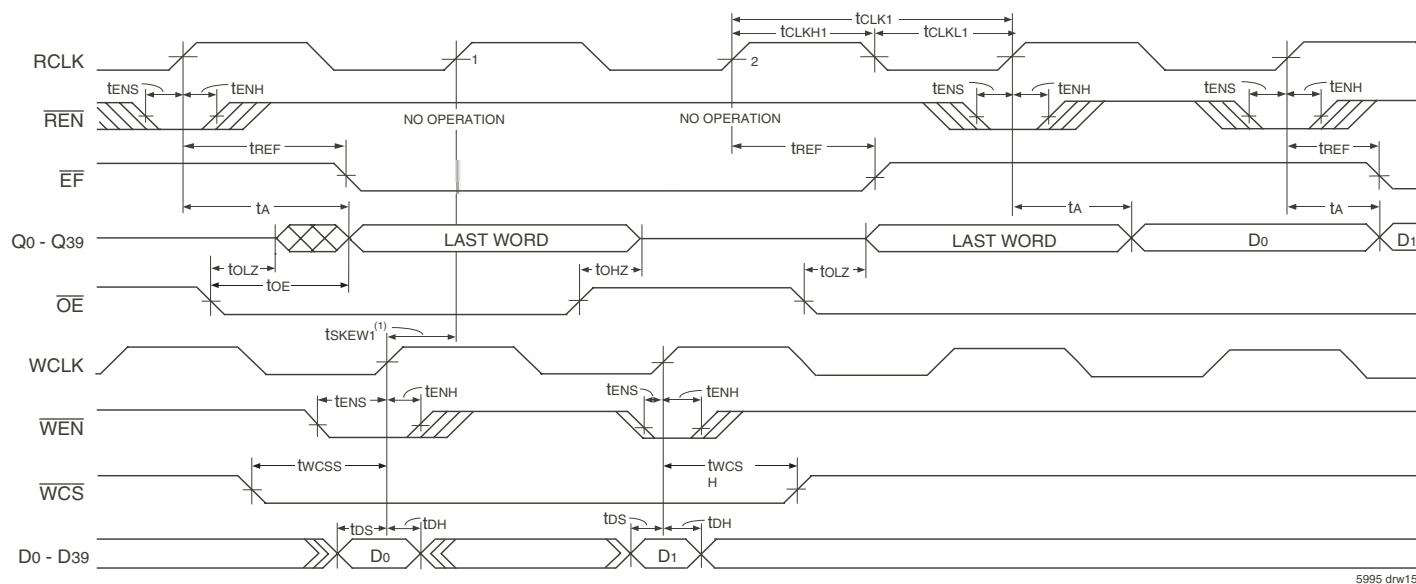 tCLK1
tCLKH1 tCLKL1
RCLK 1 2
tENS tENH tENS tENH tENS tENH
REN NO OPERATION NO OPERATION
tREF tREF tREF
EF
tA tA tA
Q0 - Q39 LAST WORD LAST WORD D0 D1
tOLZ tOHZ tOLZ
tOE
OE
tSKEW1(1)
WCLK
tENS tENH tENS tENH
WEN
tWCSS tWCS
H
WCS
tDS tDH tDS tDH
D0 - D39 D0 D1
5995 drw15